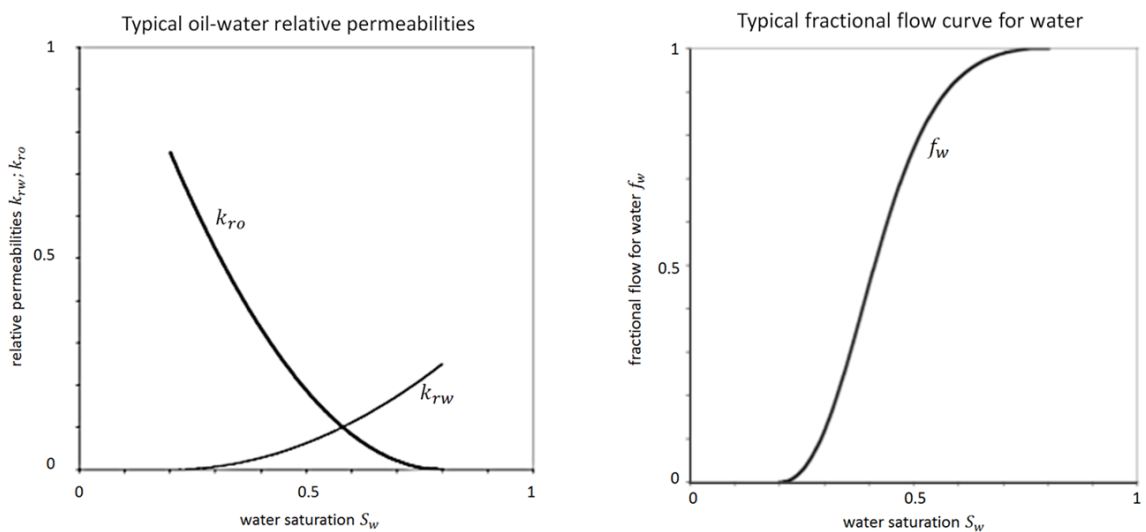 Typical oil-water relative permeabilities
1
0.5
0
relative permeabilities k_rw; k_ro
k_ro
k_rw
0
0.5
1
water saturation S_w
Typical fractional flow curve for water
1
0.5
0
fractional flow for water f_w
f_w
0
0.5
1
water saturation S_w